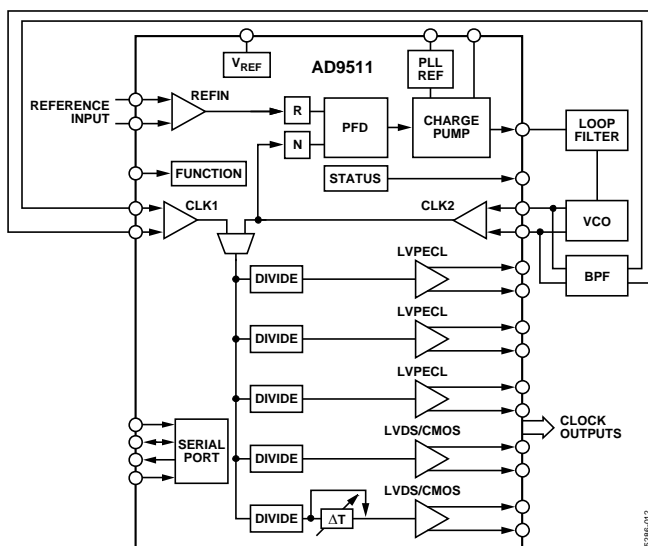 V_REF
AD9511
PLL
REF
REFERENCE
INPUT
REFIN
R
PFD
CHARGE
PUMP
LOOP
FILTER
N
FUNCTION
STATUS
CLK1
CLK2
VCO
BPF
LVPECL
DIVIDE
LVPECL
DIVIDE
LVPECL
DIVIDE
CLOCK
OUTPUTS
SERIAL
PORT
LVDS/CMOS
DIVIDE
LVDS/CMOS
DIVIDE
ΔT